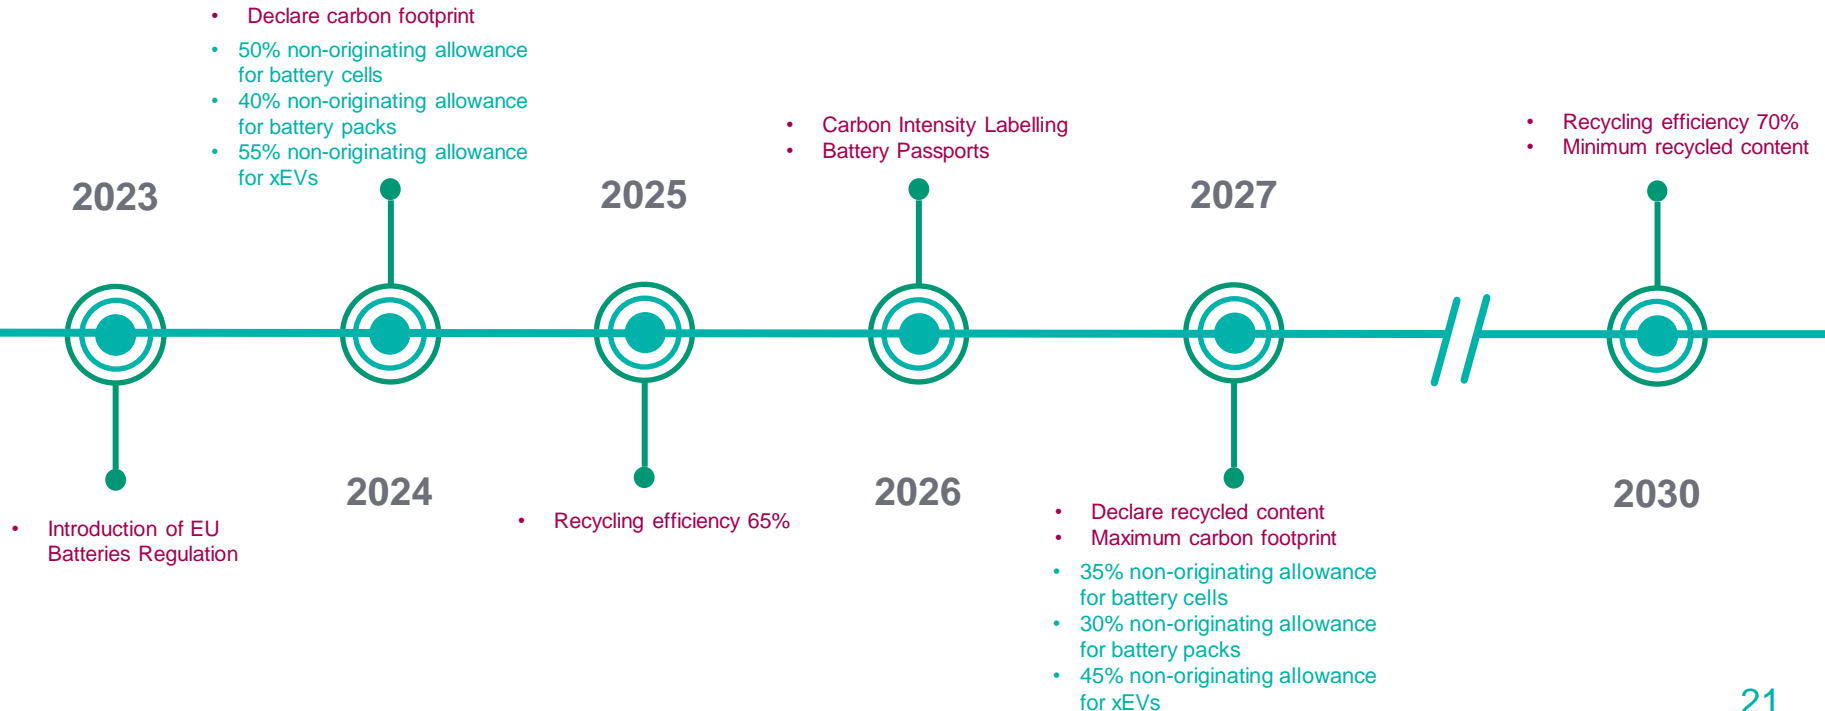 • Declare carbon footprint
• 50% non-originating allowance
for battery cells
• 40% non-originating allowance
for battery packs
• 55% non-originating allowance
for xEVs
• Carbon Intensity Labelling
• Battery Passports
• Recycling efficiency 70%
• Minimum recycled content
2023
2025
2027
2024
2026
2030
• Introduction of EU
Batteries Regulation
• Recycling efficiency 65%
• Declare recycled content
• Maximum carbon footprint
• 35% non-originating allowance
for battery cells
• 30% non-originating allowance
for battery packs
• 45% non-originating allowance
for xEVs
21